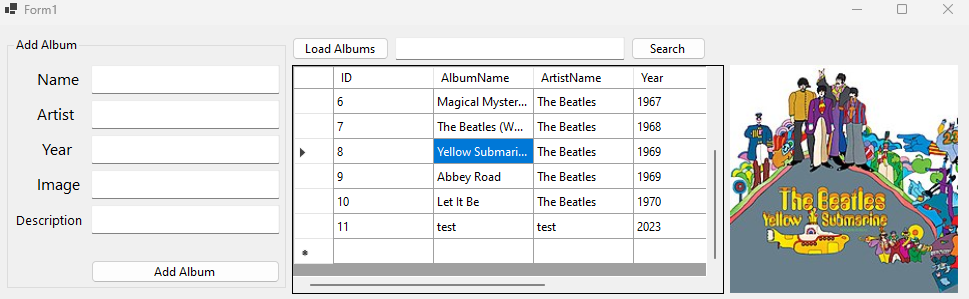 Form1
Add Album
Name
Artist
Year
Image
Description
Add Album
Load Albums
Search
ID AlbumName ArtistName Year
6 Magical Myster... The Beatles 1967
7 The Beatles (W... The Beatles 1968
8 Yellow Submari... The Beatles 1969
9 Abbey Road The Beatles 1969
10 Let It Be The Beatles 1970
11 test test 2023
The Beatles
Yellow Submarine